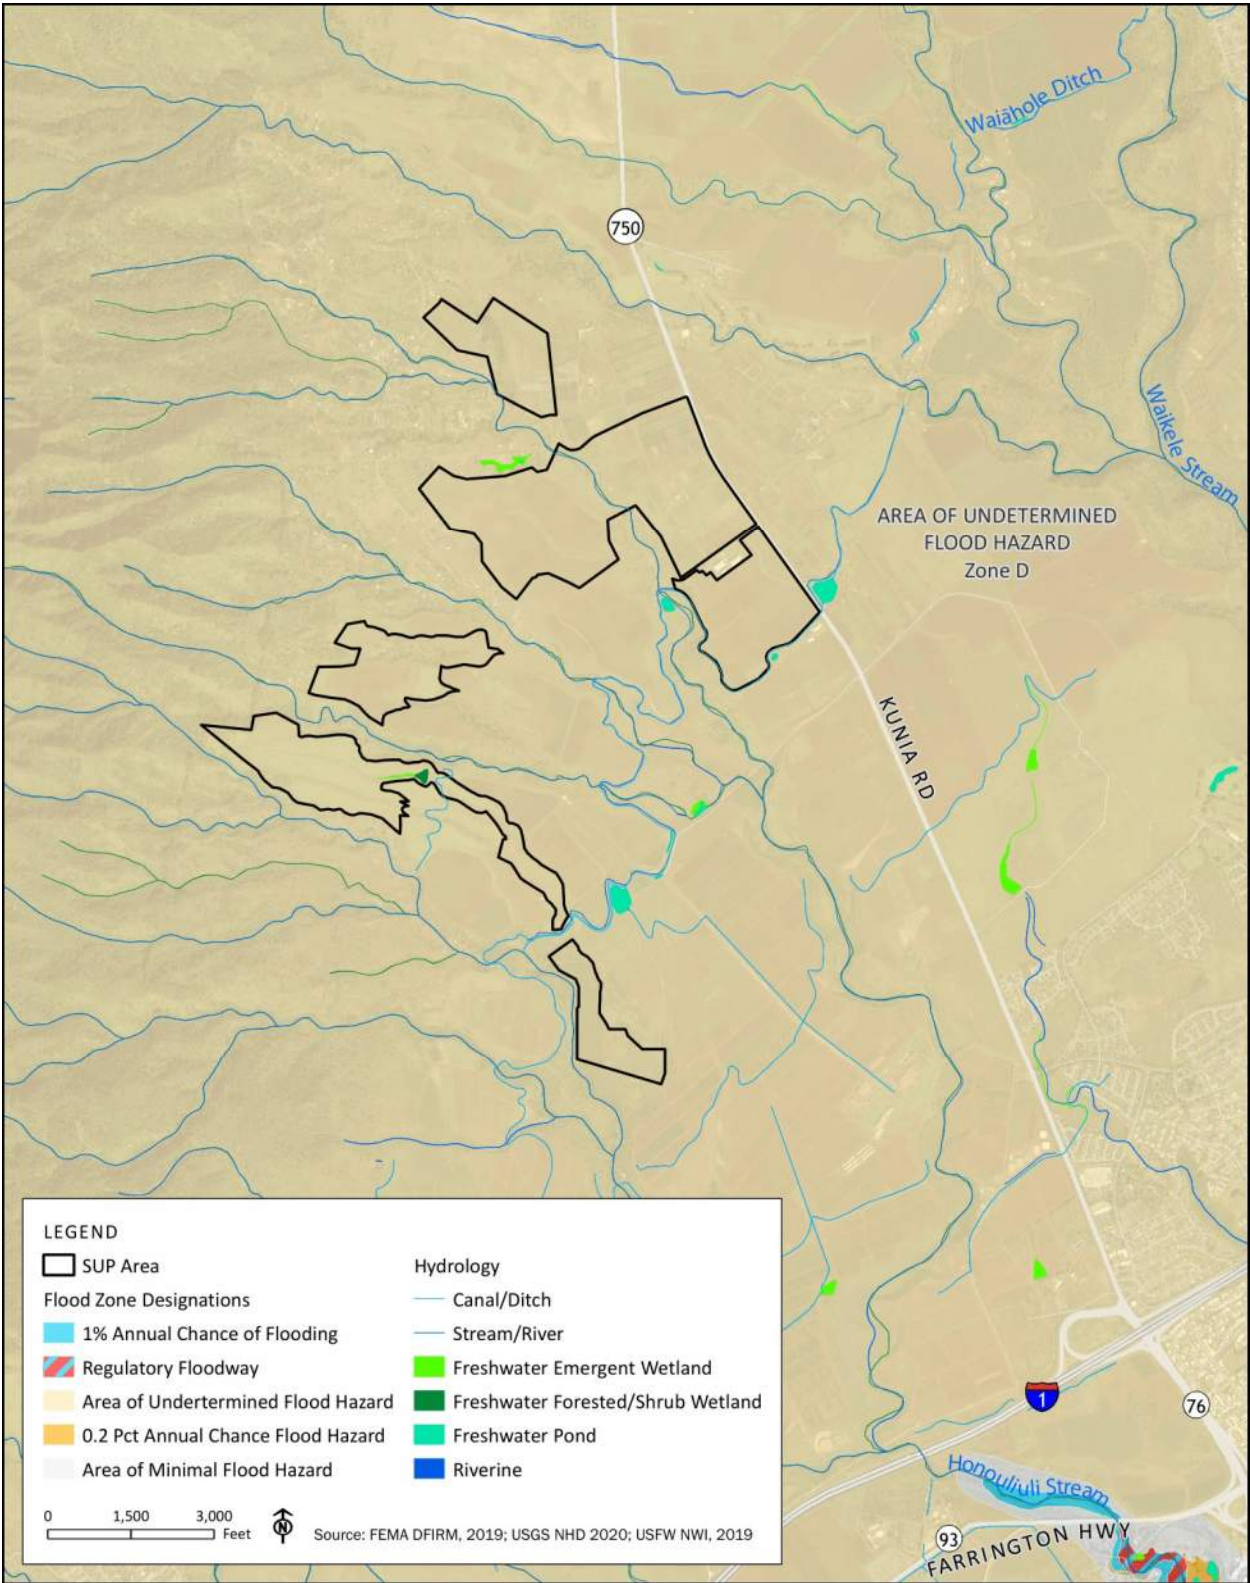 Waiāhole Ditch
750
Waikele Stream
AREA OF UNDETERMINED
FLOOD HAZARD
Zone D
KUNIA RD
1
76
Honouliuli Stream
93
FARRINGTON HWY
LEGEND
SUP Area
Flood Zone Designations
1% Annual Chance of Flooding
Regulatory Floodway
Area of Undertermined Flood Hazard
0.2 Pct Annual Chance Flood Hazard
Area of Minimal Flood Hazard
Hydrology
Canal/Ditch
Stream/River
Freshwater Emergent Wetland
Freshwater Forested/Shrub Wetland
Freshwater Pond
Riverine
0 1,500 3,000
Feet
N
Source: FEMA DFIRM, 2019; USGS NHD 2020; USFW NWI, 2019